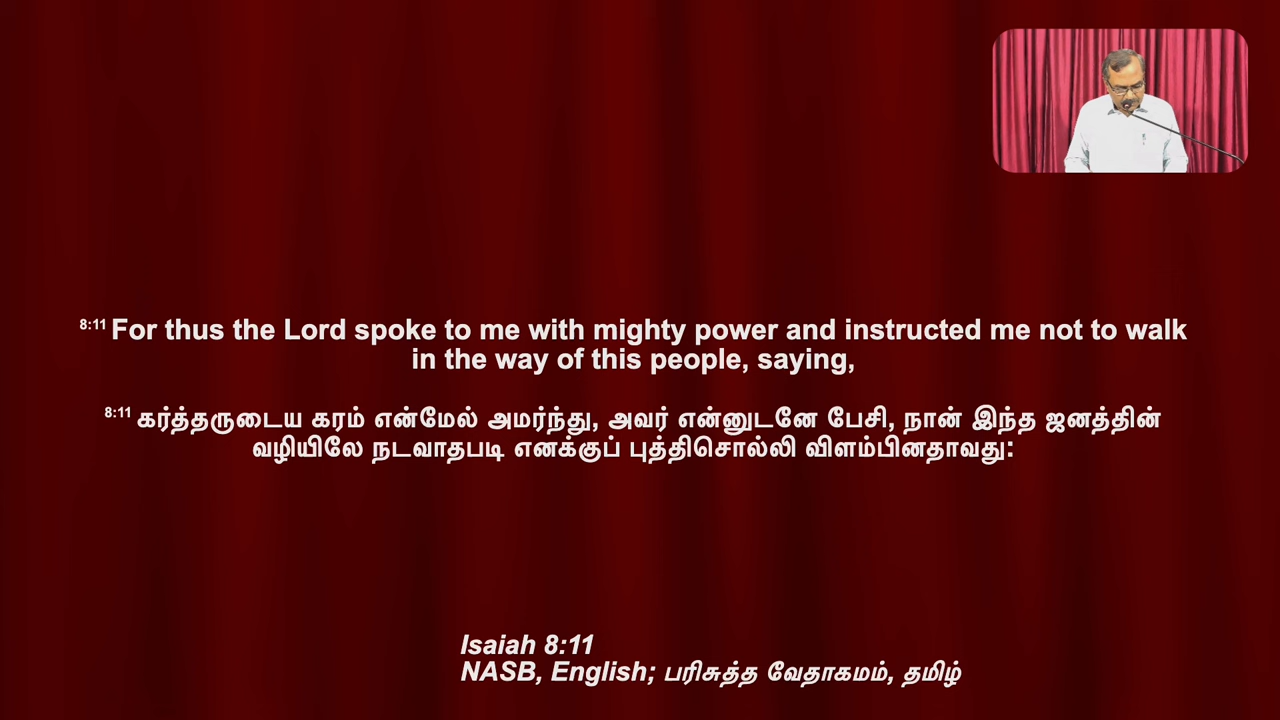 8:11 For thus the Lord spoke to me with mighty power and instructed me not to walk
in the way of this people, saying,
8:11 கர்த்தருடைய கரம் என்மேல் அமர்ந்து, அவர் என்னுடனே பேசி, நான் இந்த ஜனத்தின்
வழியிலே நடவாதபடி எனக்குப் புத்திசொல்லி விளம்பினதாவது:
Isaiah 8:11
NASB, English; பரிசுத்த வேதாகமம், தமிழ்